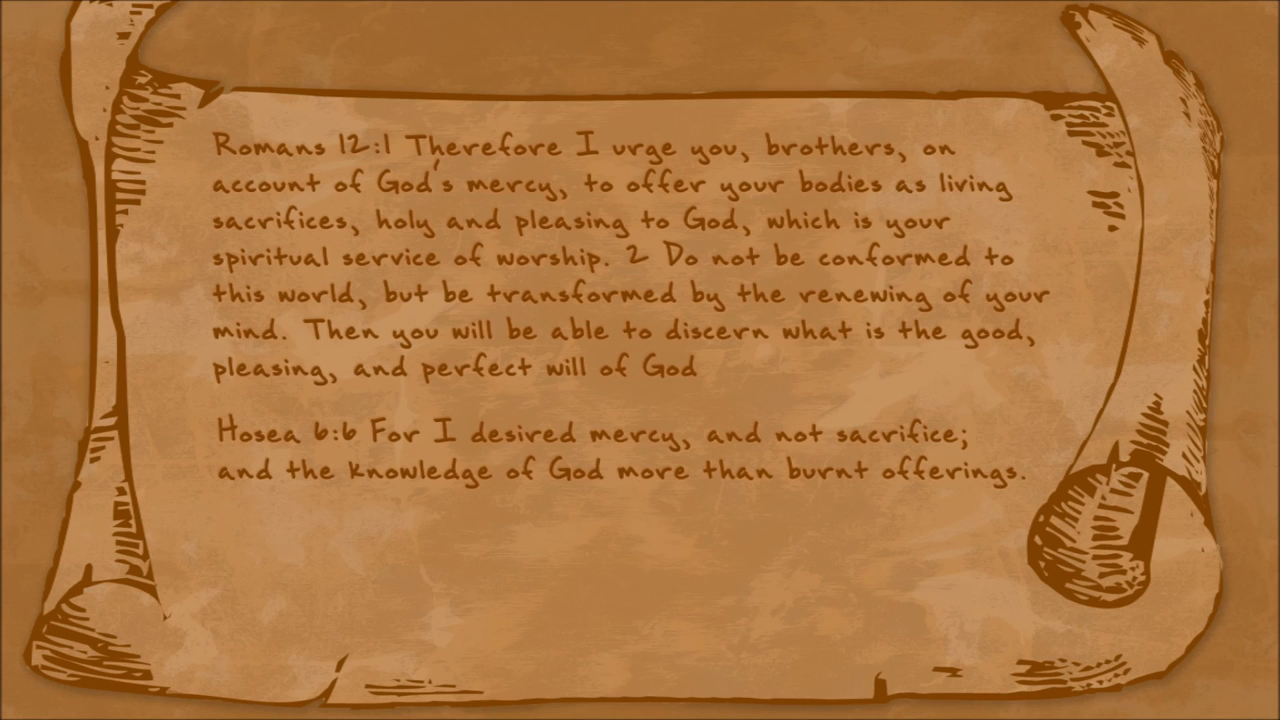 Romans 12:1 Therefore I urge you, brothers, on
account of God's mercy, to offer your bodies as living
sacrifices, holy and pleasing to God, which is your
spiritual service of worship. 2 Do not be conformed to
this world, but be transformed by the renewing of your
mind. Then you will be able to discern what is the good,
pleasing, and perfect will of God
Hosea 6:6 For I desired mercy, and not sacrifice;
and the knowledge of God more than burnt offerings.